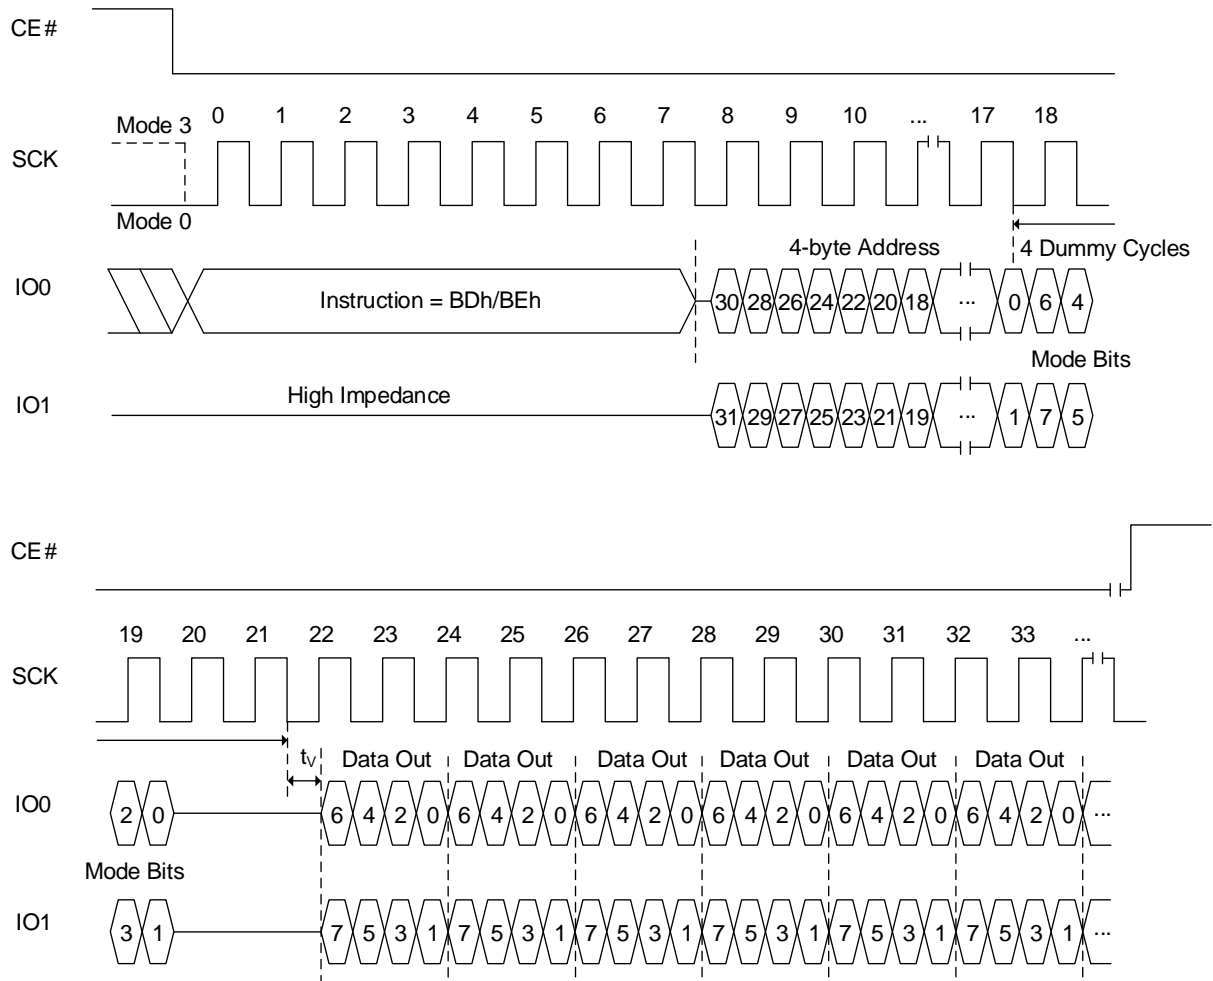 CE#
0 1 2 3 4 5 6 7 8 9 10 ... 17 18
Mode 3
SCK
Mode 0
4-byte Address 4 Dummy Cycles
IO0 Instruction = BDh/BEh 30 28 26 24 22 20 18 ... 0 6 4
Mode Bits
High Impedance
IO1 31 29 27 25 23 21 19 ... 1 7 5
CE#
19 20 21 22 23 24 25 26 27 28 29 30 31 32 33 ...
SCK
tV Data Out Data Out Data Out Data Out Data Out Data Out
IO0 2 0 6 4 2 0 6 4 2 0 6 4 2 0 6 4 2 0 6 4 2 0 6 4 2 0 ...
Mode Bits
IO1 3 1 7 5 3 1 7 5 3 1 7 5 3 1 7 5 3 1 7 5 3 1 7 5 3 1 ...